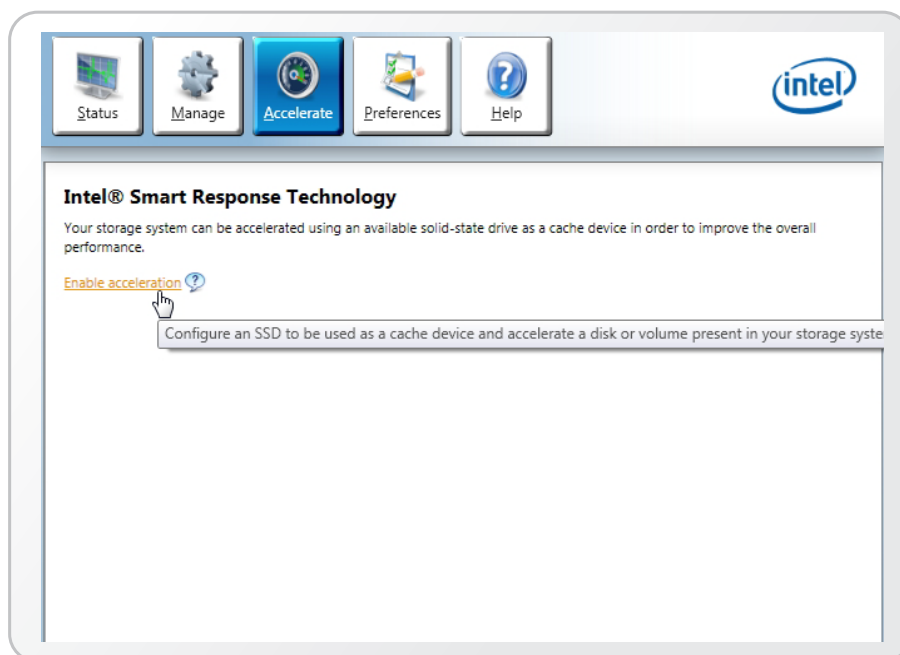 Status
Manage
Accelerate
Preferences
Help
intel
Intel® Smart Response Technology
Your storage system can be accelerated using an available solid-state drive as a cache device in order to improve the overall
performance.
Enable acceleration ?
Configure an SSD to be used as a cache device and accelerate a disk or volume present in your storage syste